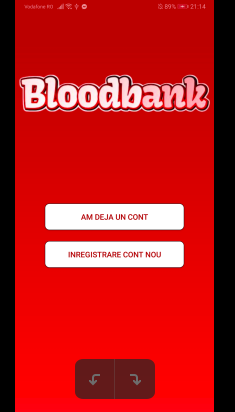 Vodafone RO 89% 21:14
Bloodbank
AM DEJA UN CONT
INREGISTRARE CONT NOU